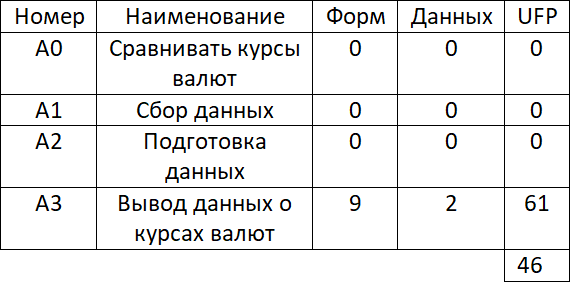 Номер Наименование Форм Данных UFP
A0 Сравнивать курсы валют 0 0 0
A1 Сбор данных 0 0 0
A2 Подготовка данных 0 0 0
A3 Вывод данных о курсах валют 9 2 61
46